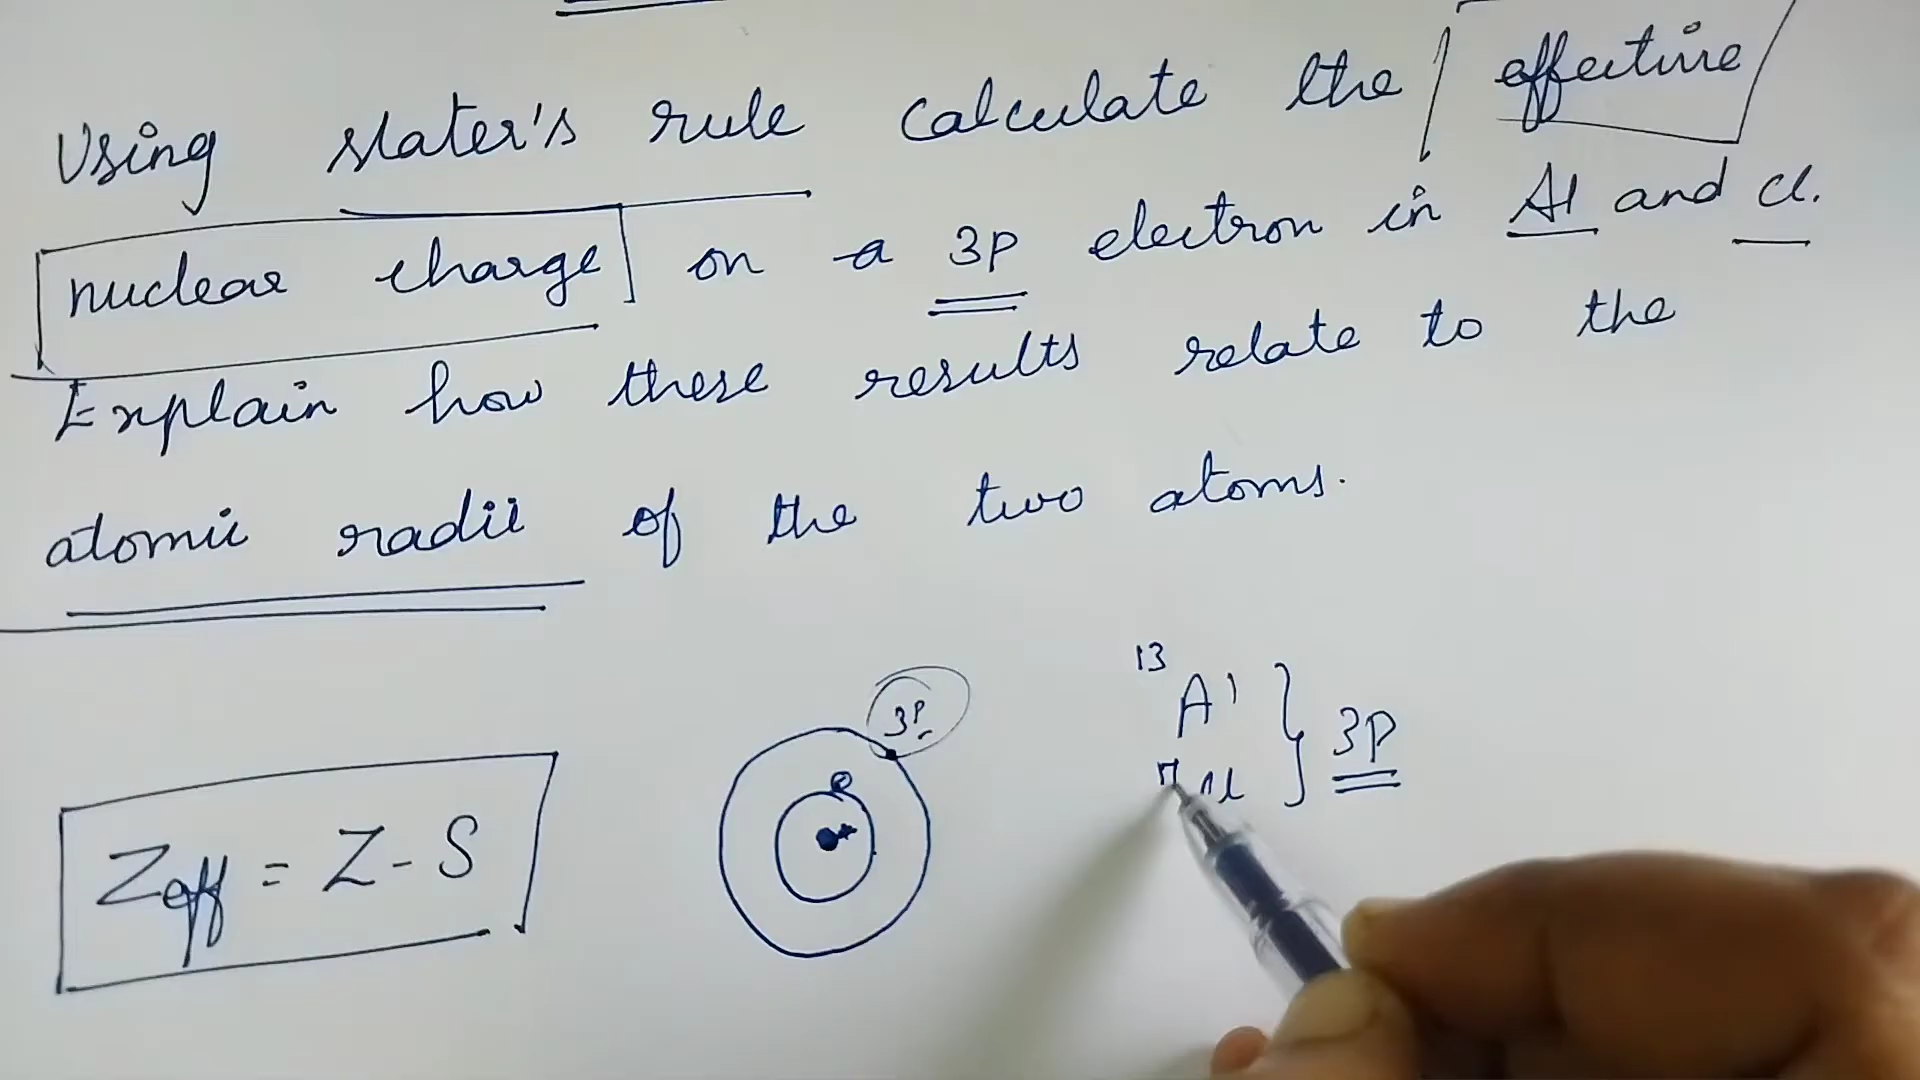 Using slater's rule calculate the effective
nuclear charge on a 3p electron in Al and Cl.
Explain how these results relate to the
atomic radii of the two atoms.
3p
13
Al
Cl
3p
Zeff = Z - S